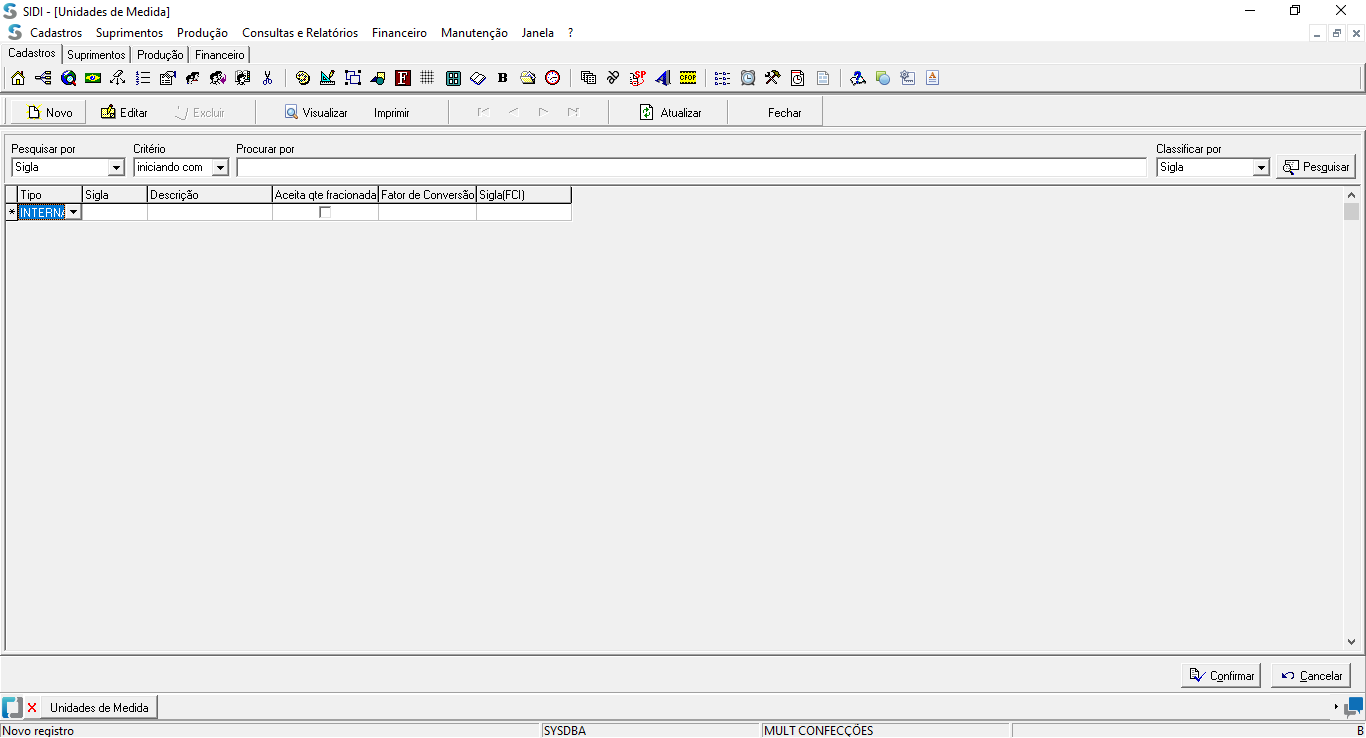 SIDI - [Unidades de Medida]
Cadastros Suprimentos Produção Consultas e Relatórios Financeiro Manutenção Janela ?
Cadastros Suprimentos Produção Financeiro
F B SP CFOP
Novo Editar Excluir Visualizar Imprimir Atualizar Fechar
Pesquisar por Critério Procurar por Classificar por
Sigla iniciando com Sigla Pesquisar
Tipo Sigla Descrição Aceita qte fracionada Fator de Conversão Sigla(FCI)
* INTERNA
Confirmar Cancelar
Unidades de Medida
Novo registro SYSDBA MULT CONFECÇÕES B